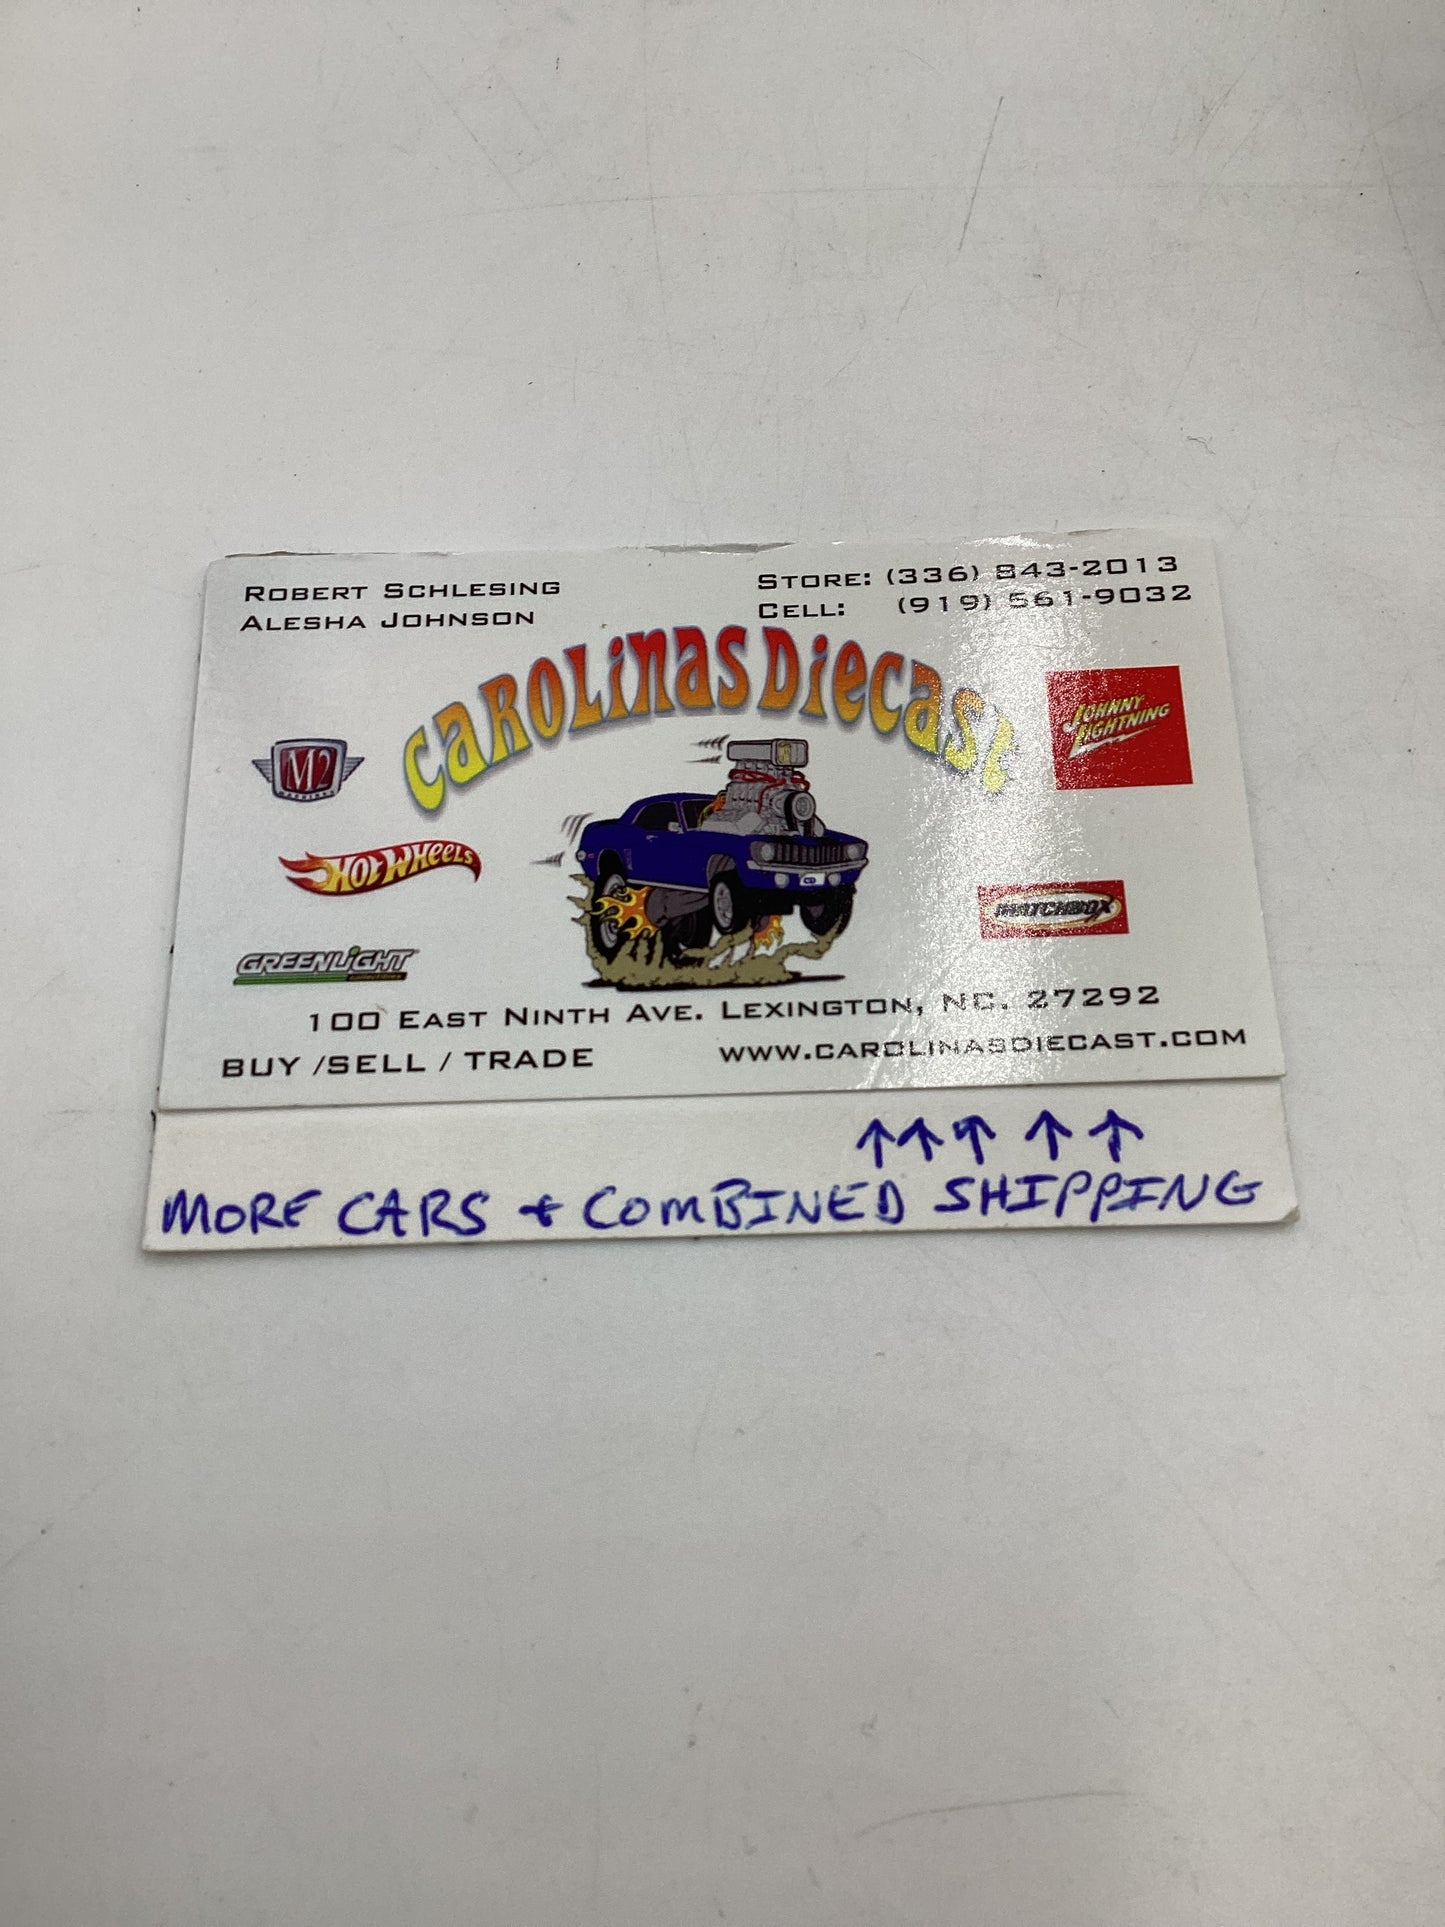 ROBERT SCHLESING
ALESHA JOHNSON
STORE: (336) 843-2013
CELL: (919) 561-9032
CAROLINAS DIECAST
M2
MACHINES
JOHNNY
LIGHTNING
HOT WHEELS
MATCHBOX
GREENLIGHT
100 EAST NINTH AVE. LEXINGTON, NC. 27292
BUY /SELL / TRADE
WWW.CAROLINASDIECAST.COM
↑ ↑ ↑ ↑ ↑
MORE CARS + COMBINED SHIPPING